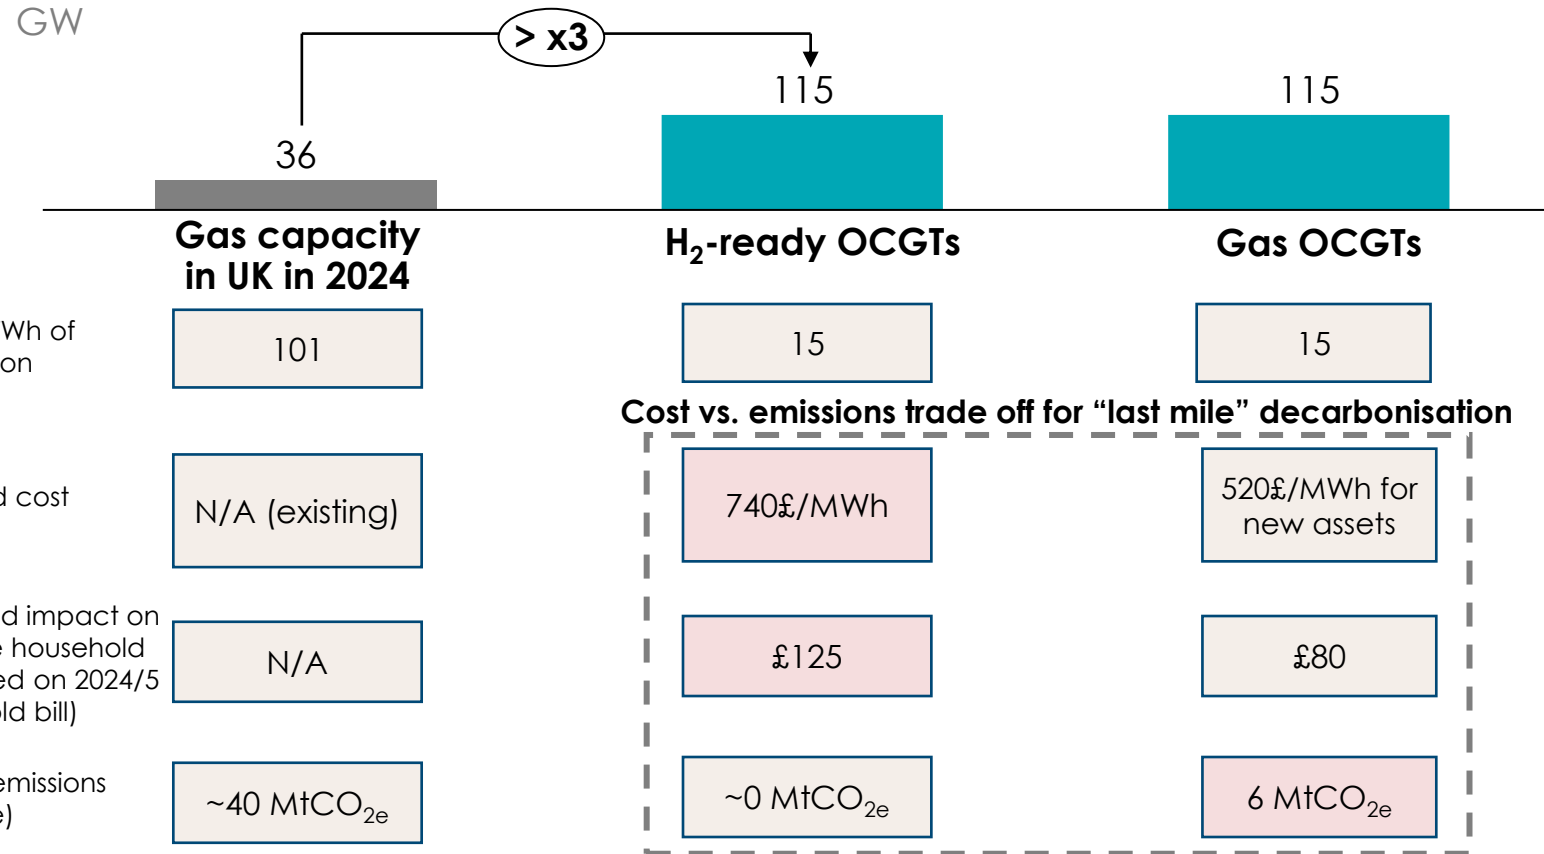 GW
> x3
36
115
115
Gas capacity
in UK in 2024
H₂-ready OCGTs
Gas OCGTs
Wh of
on
101
15
15
Cost vs. emissions trade off for “last mile” decarbonisation
d cost
N/A (existing)
740£/MWh
520£/MWh for
new assets
d impact on
e household
ed on 2024/5
old bill)
N/A
£125
£80
emissions
e)
~40 MtCO₂e
~0 MtCO₂e
6 MtCO₂e